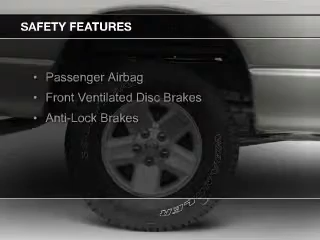 SAFETY FEATURES
• Passenger Airbag
• Front Ventilated Disc Brakes
• Anti-Lock Brakes